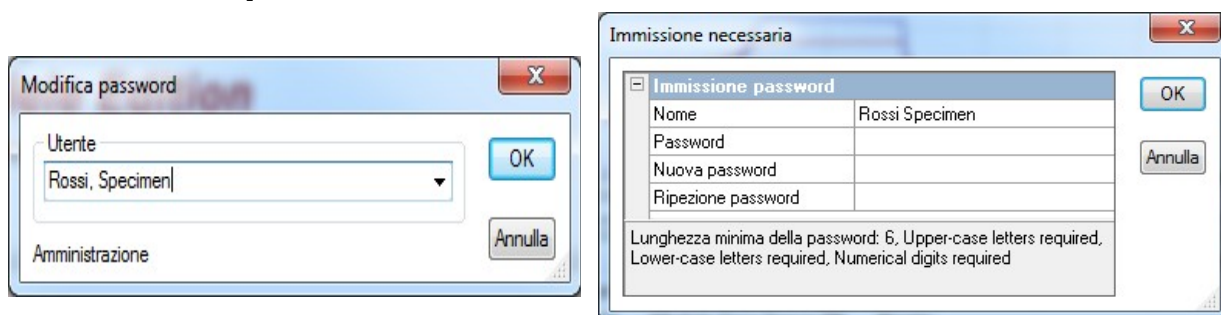 Modifica password
Utente
Rossi, Specimen
OK
Annulla
Amministrazione
Immissione necessaria
Immissione password
Nome Rossi Specimen
Password
Nuova password
Ripezione password
OK
Annulla
Lunghezza minima della password: 6, Upper-case letters required,
Lower-case letters required, Numerical digits required